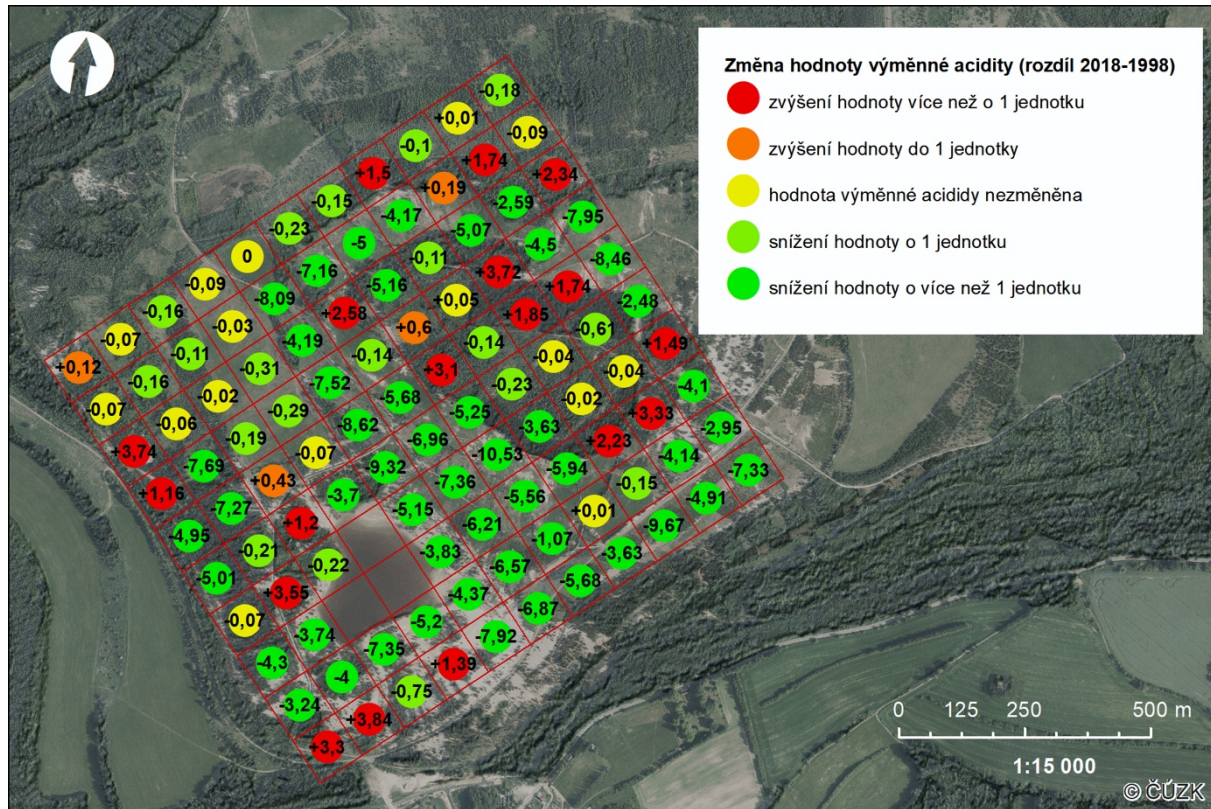 Změna hodnoty výměnné acidity (rozdíl 2018-1998)
zvýšení hodnoty více než o 1 jednotku
zvýšení hodnoty do 1 jednotky
hodnota výměnné acididy nezměněna
snížení hodnoty o 1 jednotku
snížení hodnoty o více než 1 jednotku
+0,12 -0,07 -0,16 -0,09 0 -0,23 -0,15 +1,5 -0,1 +0,01 -0,18
-0,07 -0,16 -0,11 -0,03 -8,09 -7,16 -5 -4,17 +0,19 +1,74 -0,09
+3,74 -0,06 -0,02 -0,31 -4,19 +2,58 -5,16 -0,11 -5,07 -2,59 +2,34
+1,16 -7,69 -0,19 -0,29 -7,52 -0,14 +0,6 +0,05 +3,72 -4,5 -7,95
-4,95 -7,27 +0,43 -0,07 -8,62 -5,68 +3,1 -0,14 +1,85 +1,74 -8,46
-5,01 -0,21 +1,2 -3,7 -9,32 -6,96 -5,25 -0,23 -0,04 -0,61 -2,48
-0,07 +3,55 -0,22 -5,15 -7,36 -10,53 -3,63 -0,02 -0,04 +1,49
-4,3 -3,74 -3,83 -6,21 -5,56 -5,94 +2,23 +3,33 -4,1
-3,24 -4 -7,35 -5,2 -4,37 -6,57 -1,07 +0,01 -0,15 -4,14 -2,95
+3,3 +3,84 -0,75 +1,39 -7,92 -6,87 -5,68 -3,63 -9,67 -4,91 -7,33
0 125 250 500 m
1:15 000
© ČÚZK